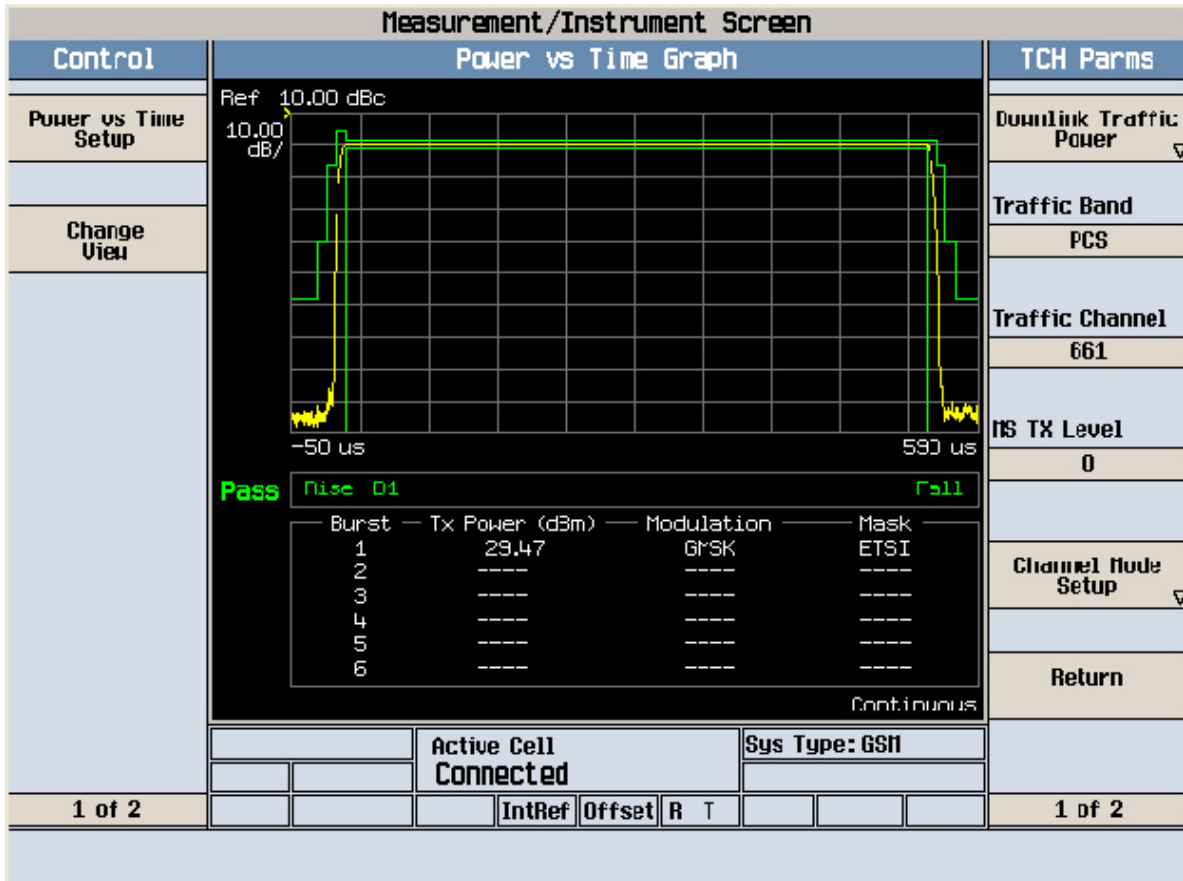 Measurement/Instrument Screen
Control
Power vs Time Graph
TCH Parms
Power vs Time
Setup
Change
View
1 of 2
Ref 10.00 dBc
10.00
dB/
-50 us
590 us
Pass
Rise B1
Fall
Burst Tx Power (dBm) Modulation Mask
1 29.47 GMSK ETSI
2 ---- ---- ----
3 ---- ---- ----
4 ---- ---- ----
5 ---- ---- ----
6 ---- ---- ----
Continuous
Active Cell
Connected
Sys Type: GSM
IntRef Offset R T
Downlink Traffic
Power
Traffic Band
PCS
Traffic Channel
661
MS TX Level
0
Channel Mode
Setup
Return
1 of 2